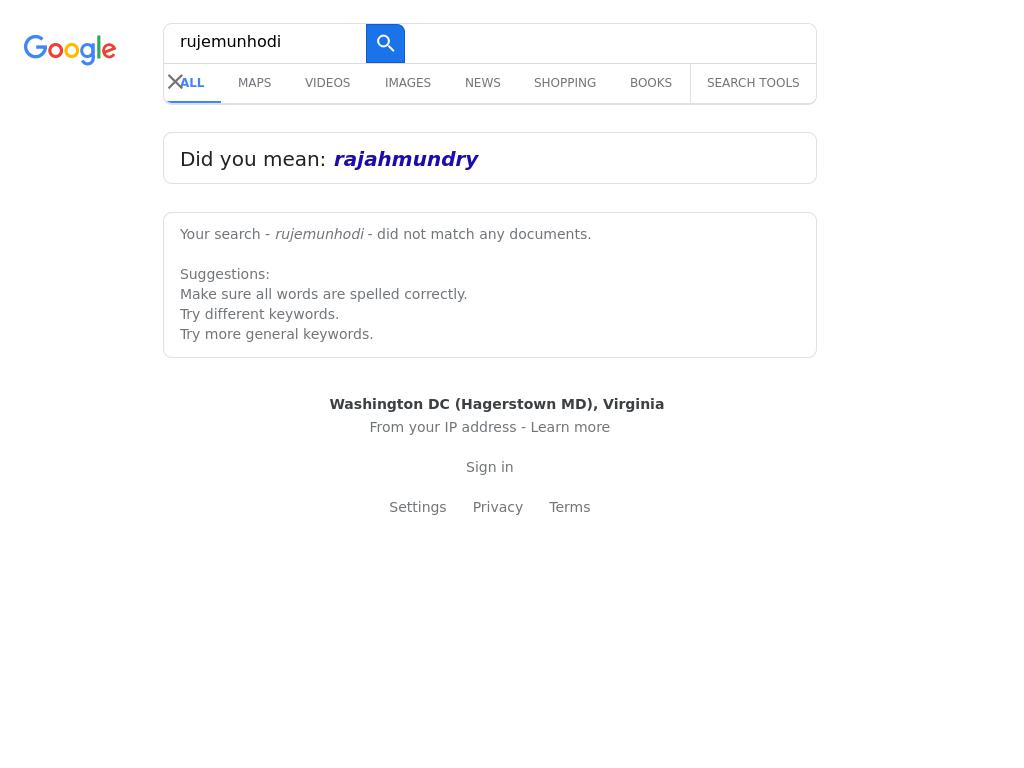 Google
rujemunhodi
ALL MAPS VIDEOS IMAGES NEWS SHOPPING BOOKS SEARCH TOOLS
Did you mean: rajahmundry
Your search - rujemunhodi - did not match any documents.
Suggestions:
Make sure all words are spelled correctly.
Try different keywords.
Try more general keywords.
Washington DC (Hagerstown MD), Virginia
From your IP address - Learn more
Sign in
Settings Privacy Terms